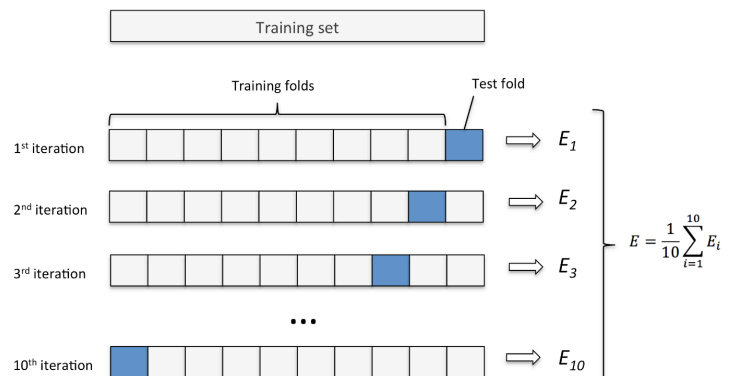 Training set
Training folds
Test fold
1st iteration
E1
2nd iteration
E2
3rd iteration
E3
E = 1/10 ∑ i=1 10 Ei
...
10th iteration
E10